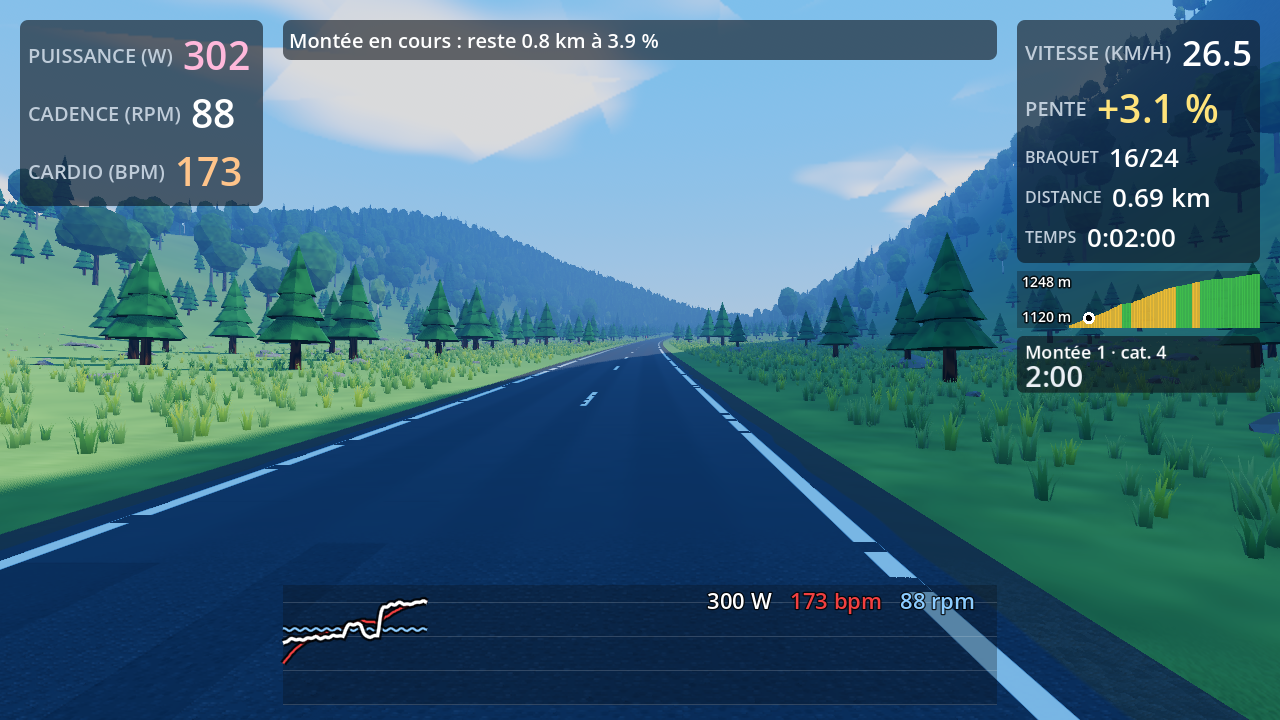 PUISSANCE (W) 302
CADENCE (RPM) 88
CARDIO (BPM) 173
Montée en cours : reste 0.8 km à 3.9 %
VITESSE (KM/H) 26.5
PENTE +3.1 %
BRAQUET 16/24
DISTANCE 0.69 km
TEMPS 0:02:00
1248 m
1120 m
Montée 1 · cat. 4
2:00
300 W 173 bpm 88 rpm